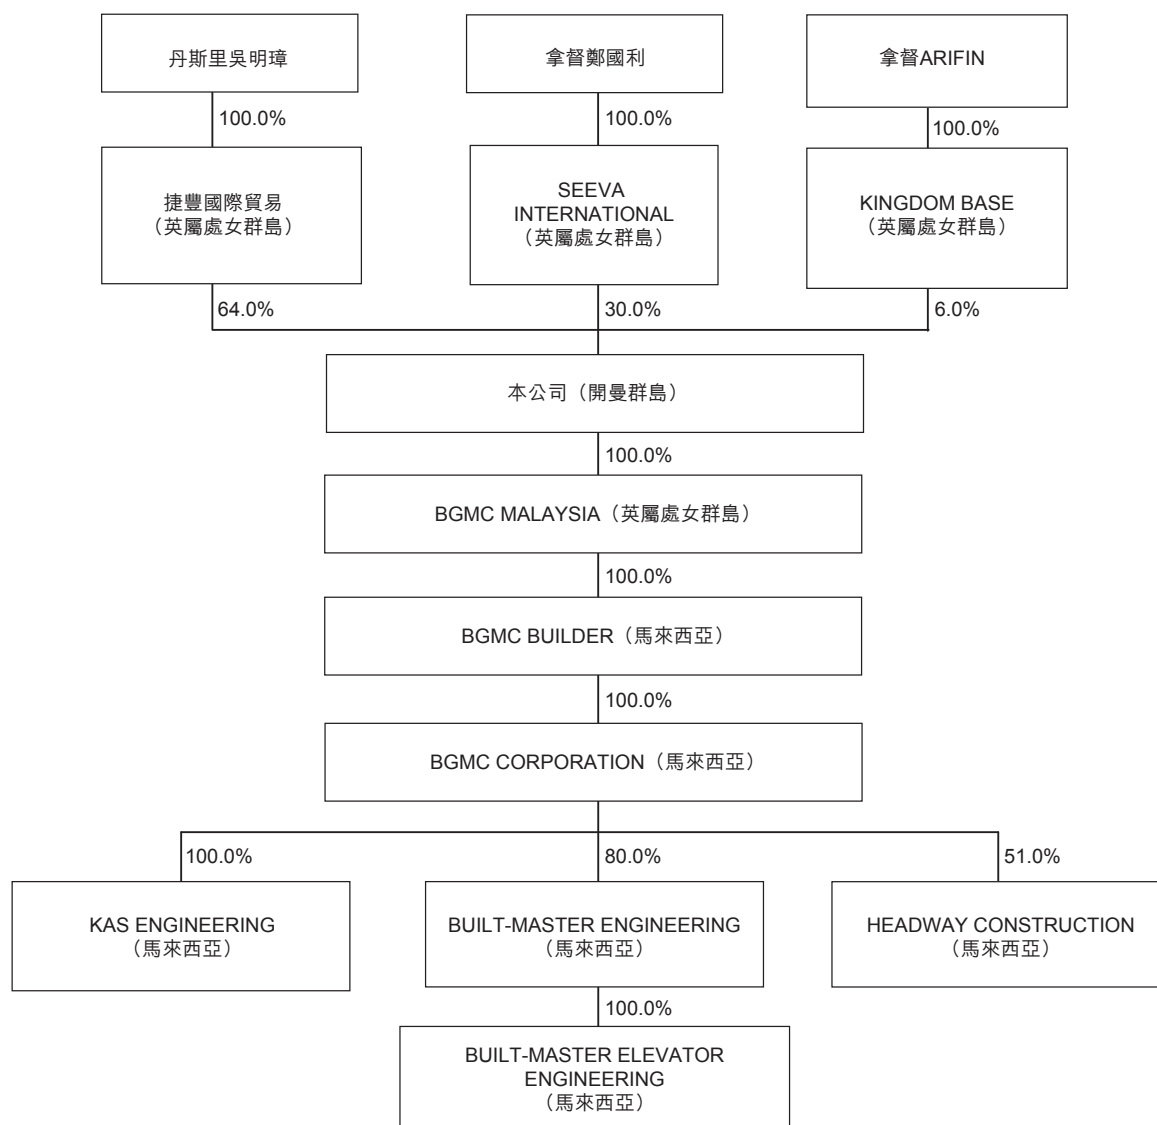 丹斯里吳明璋
拿督鄭國利
拿督ARIFIN
100.0%
100.0%
100.0%
捷豐國際貿易
（英屬處女群島）
SEEVA
INTERNATIONAL
（英屬處女群島）
KINGDOM BASE
（英屬處女群島）
64.0%
30.0%
6.0%
本公司（開曼群島）
100.0%
BGMC MALAYSIA（英屬處女群島）
100.0%
BGMC BUILDER（馬來西亞）
100.0%
BGMC CORPORATION（馬來西亞）
100.0%
80.0%
51.0%
KAS ENGINEERING
（馬來西亞）
BUILT-MASTER ENGINEERING
（馬來西亞）
HEADWAY CONSTRUCTION
（馬來西亞）
100.0%
BUILT-MASTER ELEVATOR
ENGINEERING
（馬來西亞）